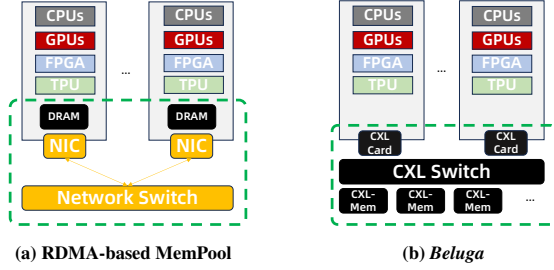 CPUs
GPUs
FPGA
TPU
DRAM
NIC
...
CPUs
GPUs
FPGA
TPU
DRAM
NIC
Network Switch
(a) RDMA-based MemPool
CPUs
GPUs
FPGA
TPU
CXL
Card
...
CPUs
GPUs
FPGA
TPU
CXL
Card
CXL Switch
CXL-
Mem
CXL-
Mem
CXL-
Mem
...
(b) Beluga